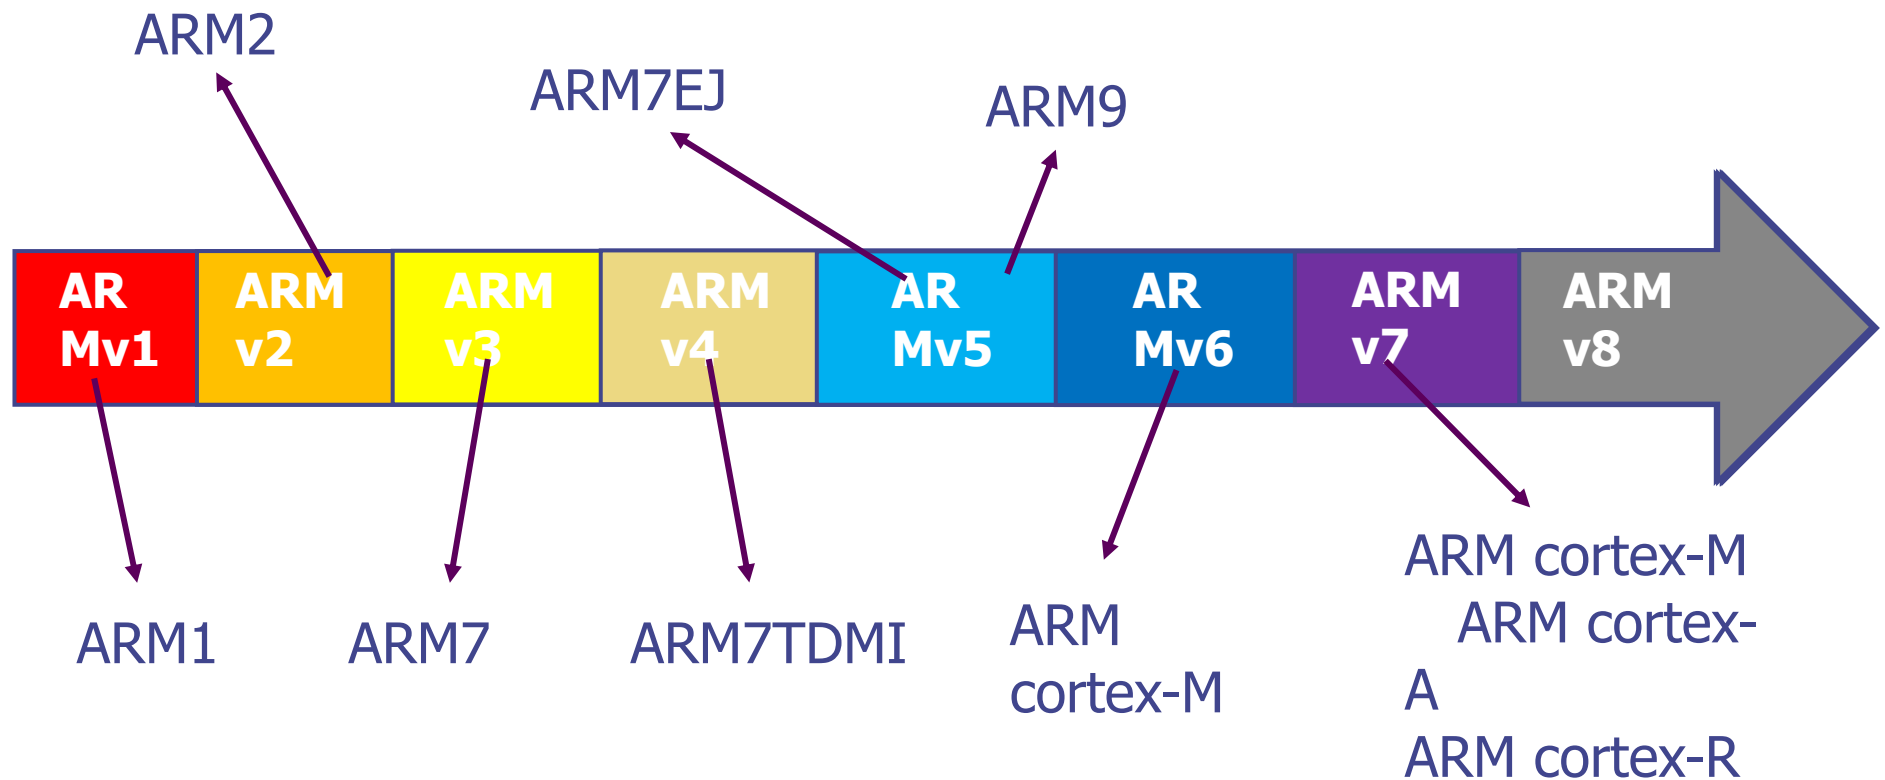 ARM2
ARM7EJ
ARM9
AR
Mv1
ARM
v2
ARM
v3
ARM
v4
AR
Mv5
AR
Mv6
ARM
v7
ARM
v8
ARM1
ARM7
ARM7TDMI
ARM
cortex-M
ARM cortex-M
ARM cortex-
A
ARM cortex-R